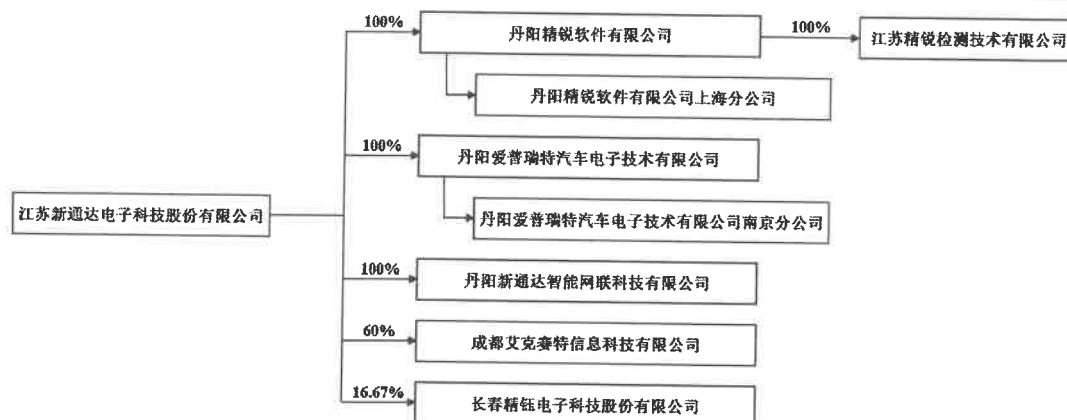 100%
丹阳精锐软件有限公司
100%
江苏精锐检测技术有限公司
丹阳精锐软件有限公司上海分公司
100%
丹阳爱普瑞特汽车电子技术有限公司
江苏新通达电子科技股份有限公司
丹阳爱普瑞特汽车电子技术有限公司南京分公司
100%
丹阳新通达智能网联科技有限公司
60%
成都艾克赛特信息科技有限公司
16.67%
长春精钰电子科技股份有限公司